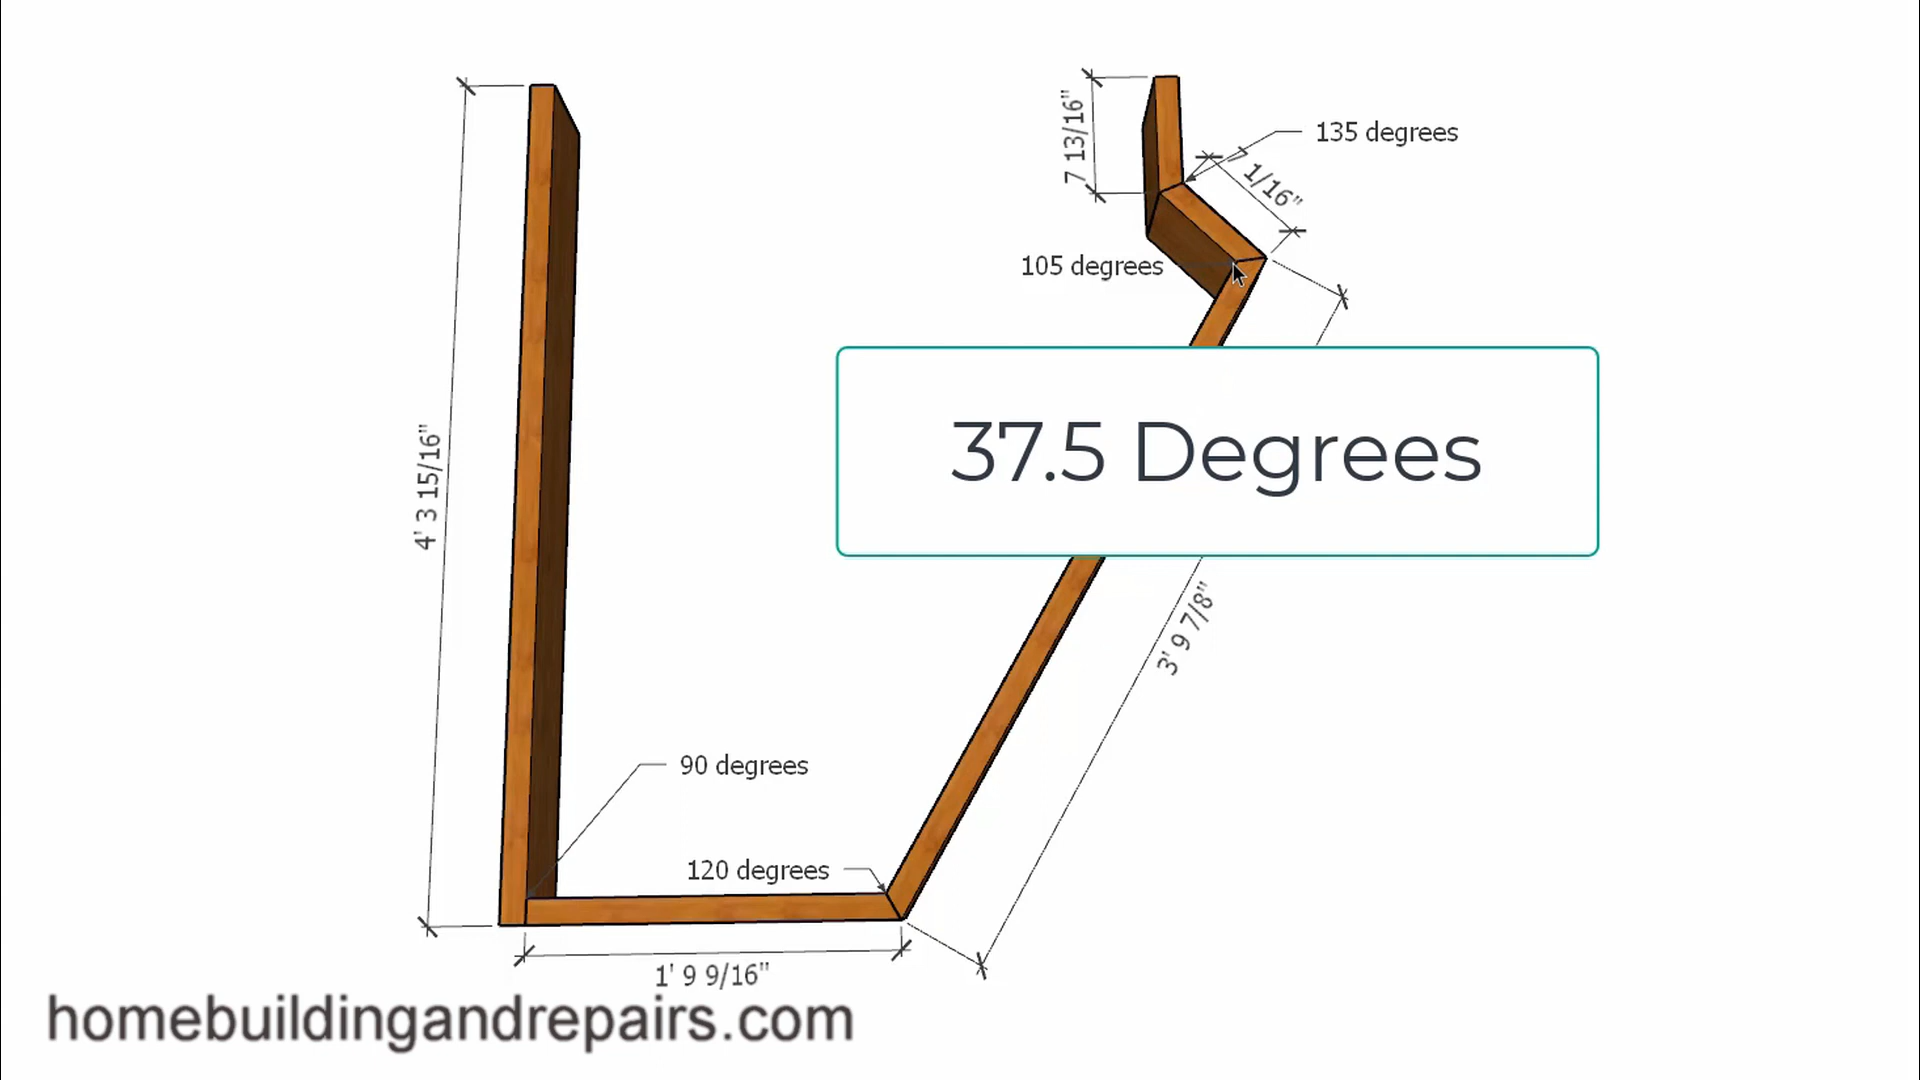 7 13/16"
135 degrees
7 1/16"
105 degrees
37.5 Degrees
4' 3 15/16"
3' 9 7/8"
90 degrees
120 degrees
1' 9 9/16"
homebuildingandrepairs.com